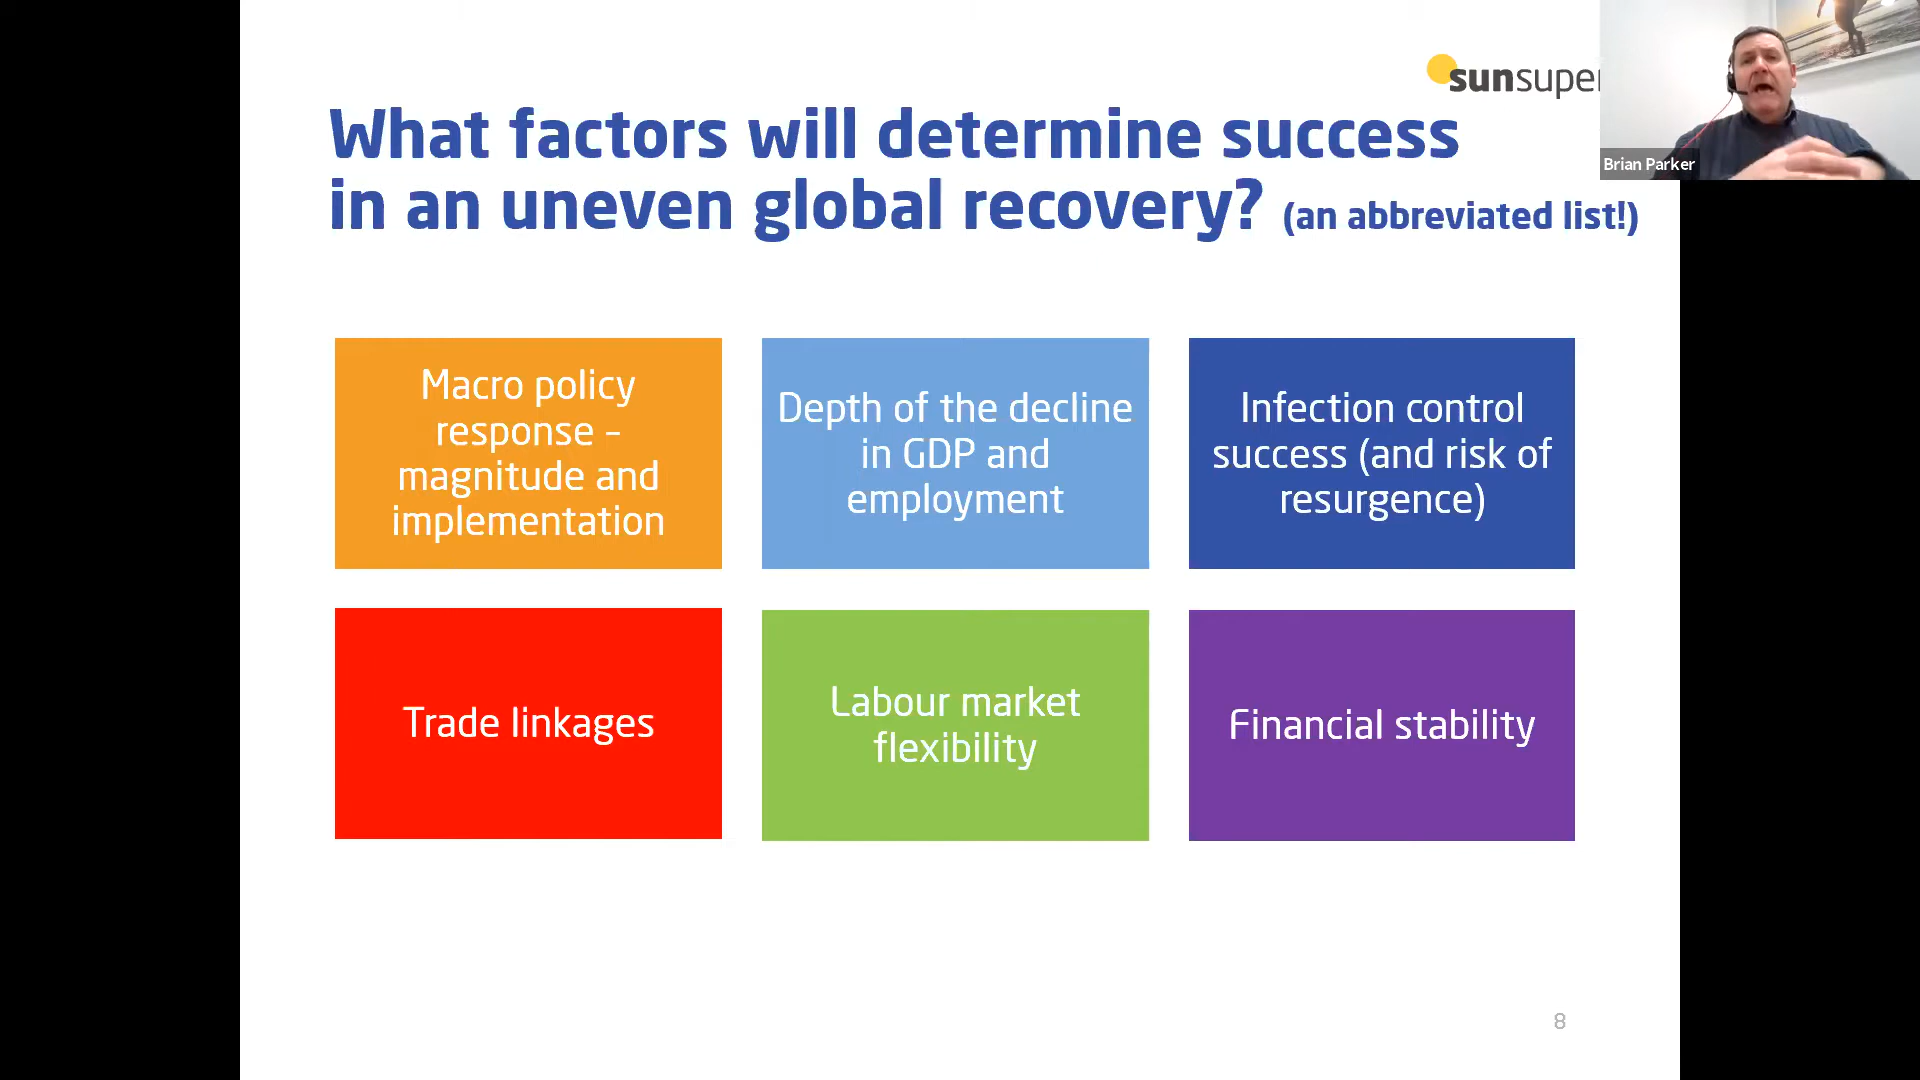 sunsuper
Brian Parker
What factors will determine success
in an uneven global recovery? (an abbreviated list!)
Macro policy
response –
magnitude and
implementation
Depth of the decline
in GDP and
employment
Infection control
success (and risk of
resurgence)
Trade linkages
Labour market
flexibility
Financial stability
8